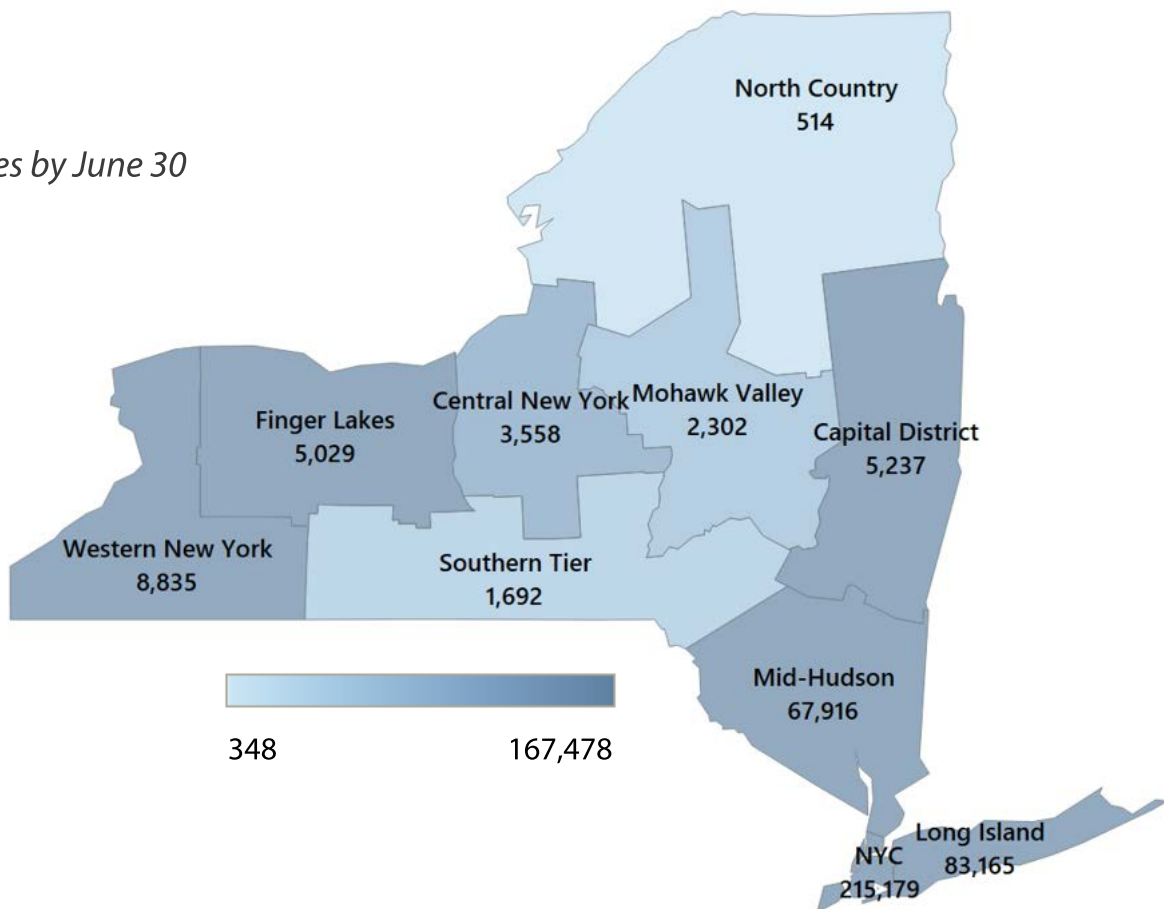 North Country
514
es by June 30
Finger Lakes
5,029
Central New York
3,558
Mohawk Valley
2,302
Capital District
5,237
Western New York
8,835
Southern Tier
1,692
Mid-Hudson
67,916
348 167,478
Long Island
83,165
NYC
215,179